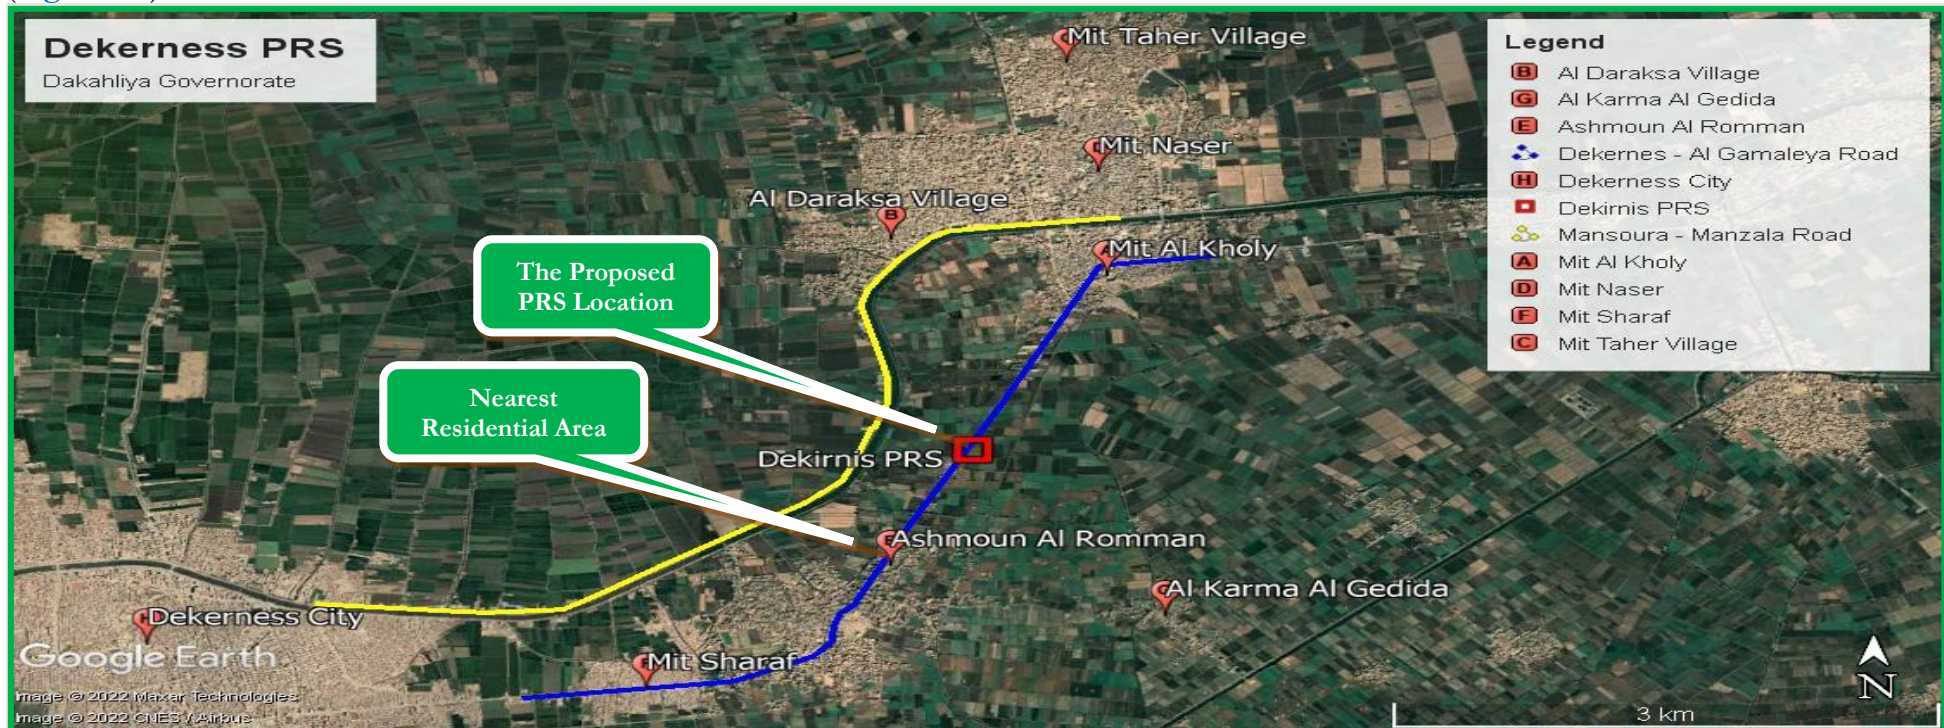 Dekerness PRS
Dakahliya Governorate
Mit Taher Village
Mit Naser
Al Daraksa Village
B
Mit Al Kholy
The Proposed
PRS Location
Nearest
Residential Area
Dekirnis PRS
Ashmoun Al Romman
Al Karma Al Gedida
Dekerness City
Mit Sharaf
Google Earth
Image © 2022 Maxar Technologies
Image © 2022 CNES / Airbus
Legend
B Al Daraksa Village
G Al Karma Al Gedida
E Ashmoun Al Romman
Dekernes - Al Gamaleya Road
H Dekerness City
Dekirnis PRS
Mansoura - Manzala Road
A Mit Al Kholy
D Mit Naser
F Mit Sharaf
C Mit Taher Village
N
3 km